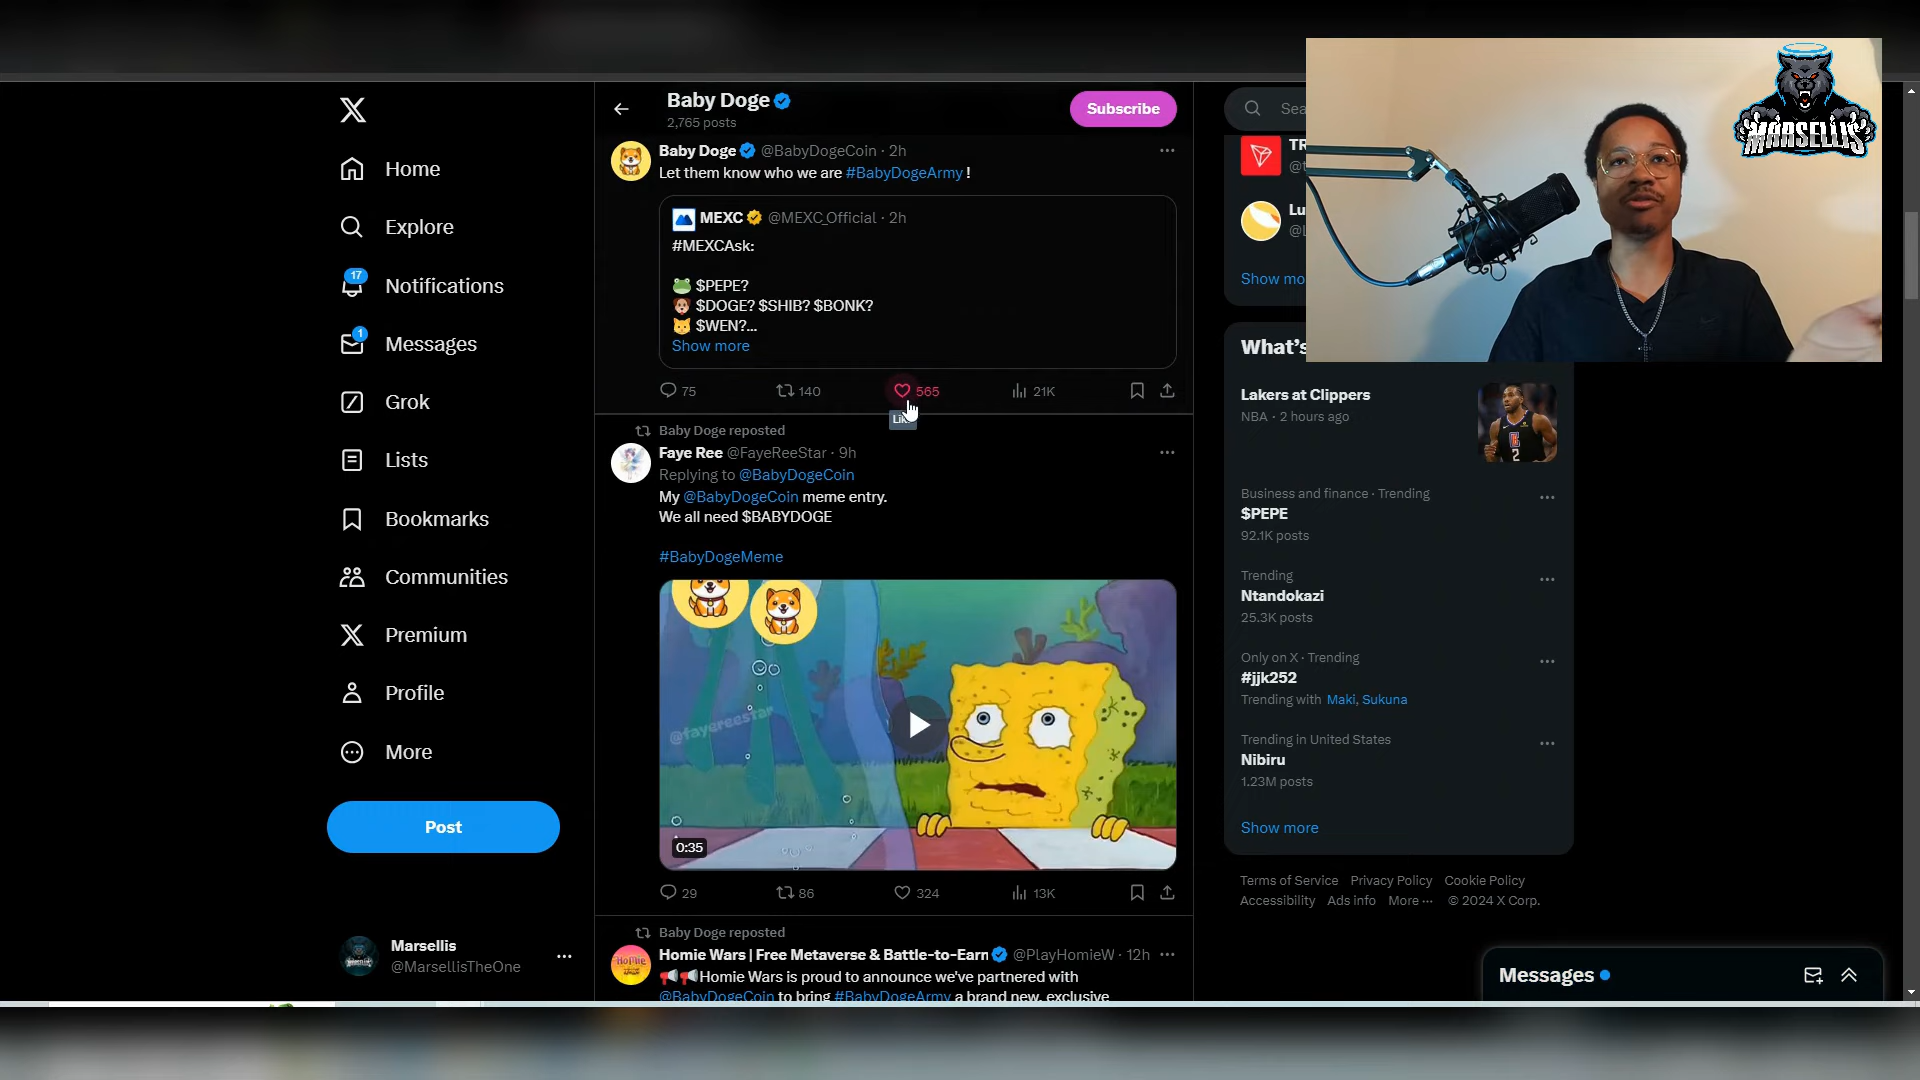 Home
Explore
17
Notifications
1
Messages
Grok
Lists
Bookmarks
Communities
Premium
Profile
More
Post
Marsellis
@MarsellisTheOne
Baby Doge
2,765 posts
Subscribe
Baby Doge @BabyDogeCoin · 2h
Let them know who we are #BabyDogeArmy !
MEXC @MEXC_Official · 2h
#MEXCAsk:
🐸 $PEPE?
🐶 $DOGE? $SHIB? $BONK?
🐱 $WEN?...
Show more
75 140 565 21K
Baby Doge reposted
Faye Ree @FayeReeStar · 9h
Replying to @BabyDogeCoin
My @BabyDogeCoin meme entry.
We all need $BABYDOGE
#BabyDogeMeme
@fayereestar
0:35
29 86 324 13K
Baby Doge reposted
Homie Wars | Free Metaverse & Battle-to-Earn @PlayHomieW · 12h
📢📢Homie Wars is proud to announce we've partnered with
@BabyDogeCoin to bring #BabyDogeArmy a brand new, exclusive
Show mo
What's
Lakers at Clippers
NBA · 2 hours ago
Business and finance · Trending
$PEPE
92.1K posts
Trending
Ntandokazi
25.3K posts
Only on X · Trending
#jjk252
Trending with Maki, Sukuna
Trending in United States
Nibiru
1.23M posts
Show more
Terms of Service Privacy Policy Cookie Policy
Accessibility Ads info More ··· © 2024 X Corp.
Messages
MARSELLIS